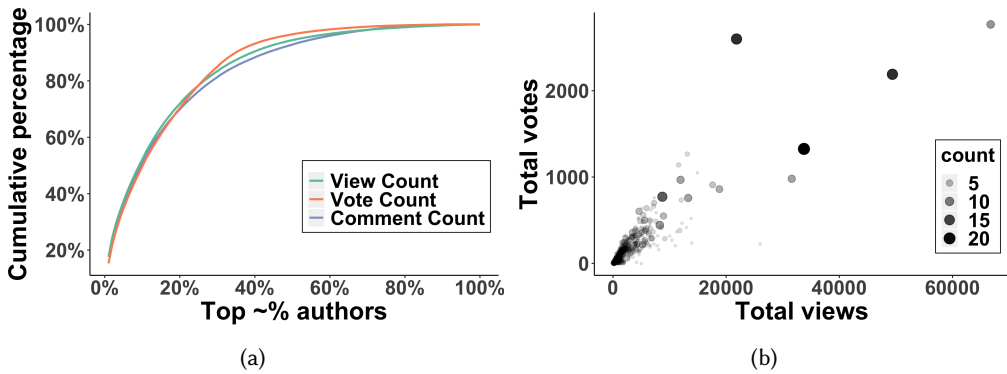 Cumulative percentage
100%
80%
60%
40%
20%
View Count
Vote Count
Comment Count
0% 20% 40% 60% 80% 100%
Top ~% authors
(a)
Total votes
2000
1000
0
count
5
10
15
20
0 20000 40000 60000
Total views
(b)